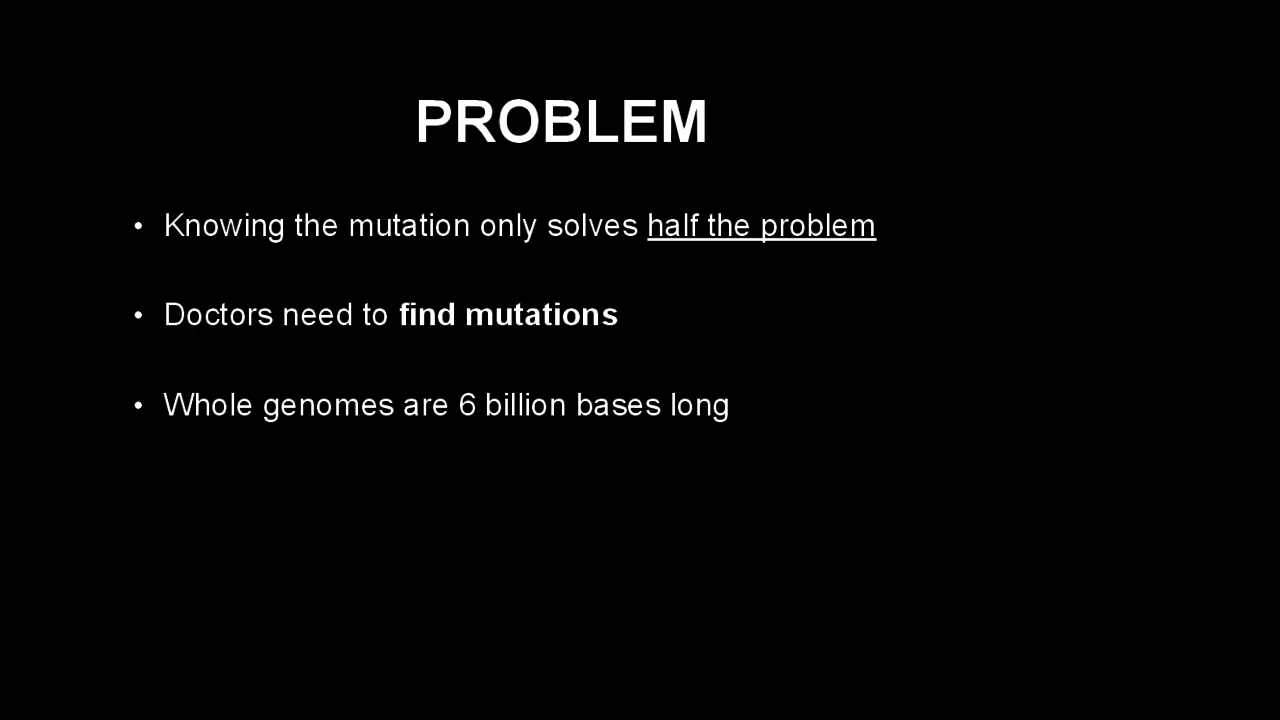 PROBLEM
• Knowing the mutation only solves half the problem
• Doctors need to find mutations
• Whole genomes are 6 billion bases long